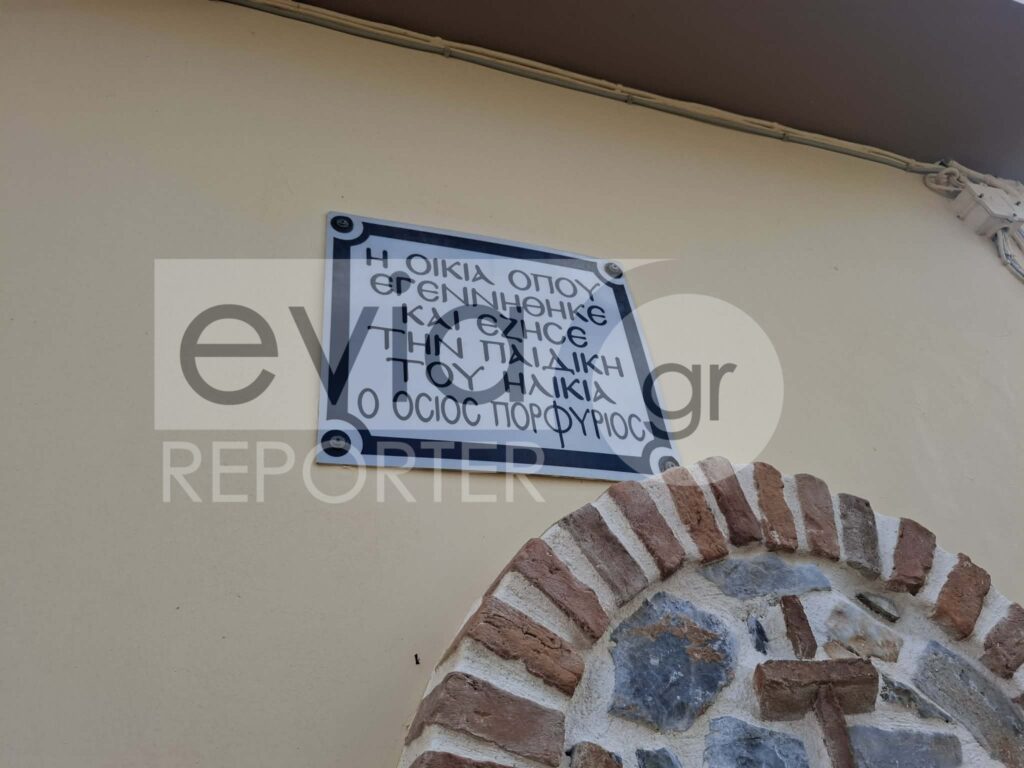 Η ΟΙΚΙΑ ΟΠΟΥ
ΕΓΕΝΝΗΘΗΚΕ
ΚΑΙ ΕΖΗΣΕ
ΤΗΝ ΠΑΙΔΙΚΗ
ΤΟΥ ΗΛΙΚΙΑ
Ο ΟΣΙΟΣ ΠΟΡΦΥΡΙΟΣ
evia.gr
REPORTER